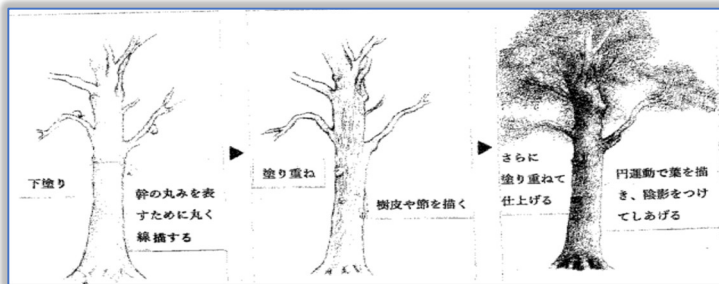 下塗り
幹の丸みを表
すために丸く
線描する
塗り重ね
樹皮や節を描く
さらに
塗り重ねて
仕上げる
円運動で葉を描
き、陰影をつけ
てしあげる